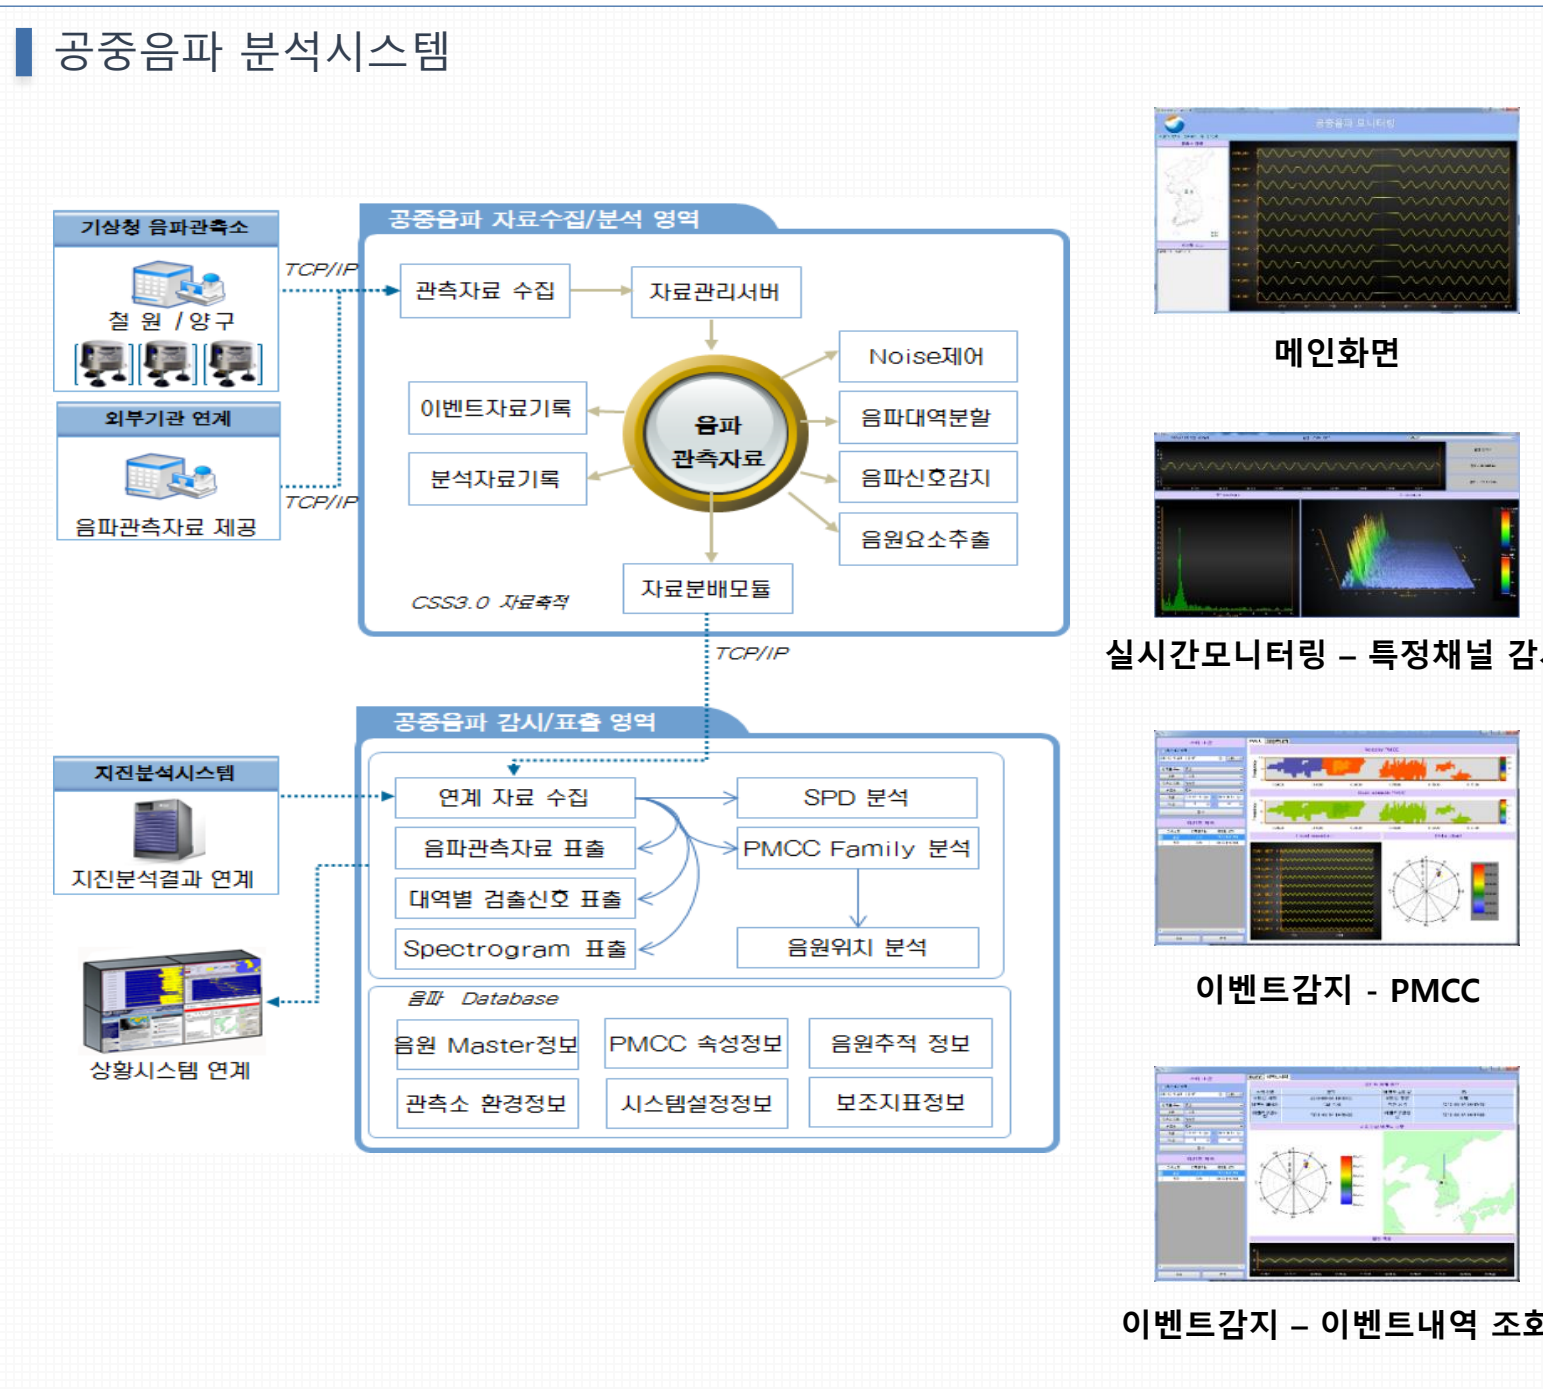 공중음파 분석시스템
기상청 음파관측소
철 원 / 양구
외부기관 연계
음파관측자료 제공
TCP/IP
TCP/IP
공중음파 자료수집/분석 영역
관측자료 수집
자료관리서버
Noise제어
이벤트자료기록
음파
관측자료
음파대역분할
분석자료기록
음파신호감지
음원요소추출
자료분배모듈
CSS3.0 자료축적
TCP/IP
공중음파 감시/표출 영역
지진분석시스템
지진분석결과 연계
상황시스템 연계
연계 자료 수집
SPD 분석
음파관측자료 표출
PMCC Family 분석
대역별 검출신호 표출
Spectrogram 표출
음원위치 분석
음파 Database
음원 Master정보
PMCC 속성정보
음원추적 정보
관측소 환경정보
시스템설정정보
보조지표정보
공중음파 모니터링
메인화면
실시간모니터링 – 특정채널
이벤트감지 - PMCC
이벤트감지 – 이벤트내역